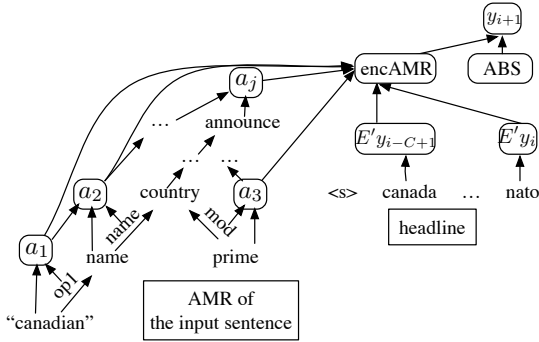 y_{i+1}
encAMR
ABS
a_j
... announce
E'y_{i-C+1} E'y_i
... ...
a_2 country a_3 <s> canada ... nato
name mod
headline
a_1 name prime
op1
AMR of
the input sentence
“canadian”